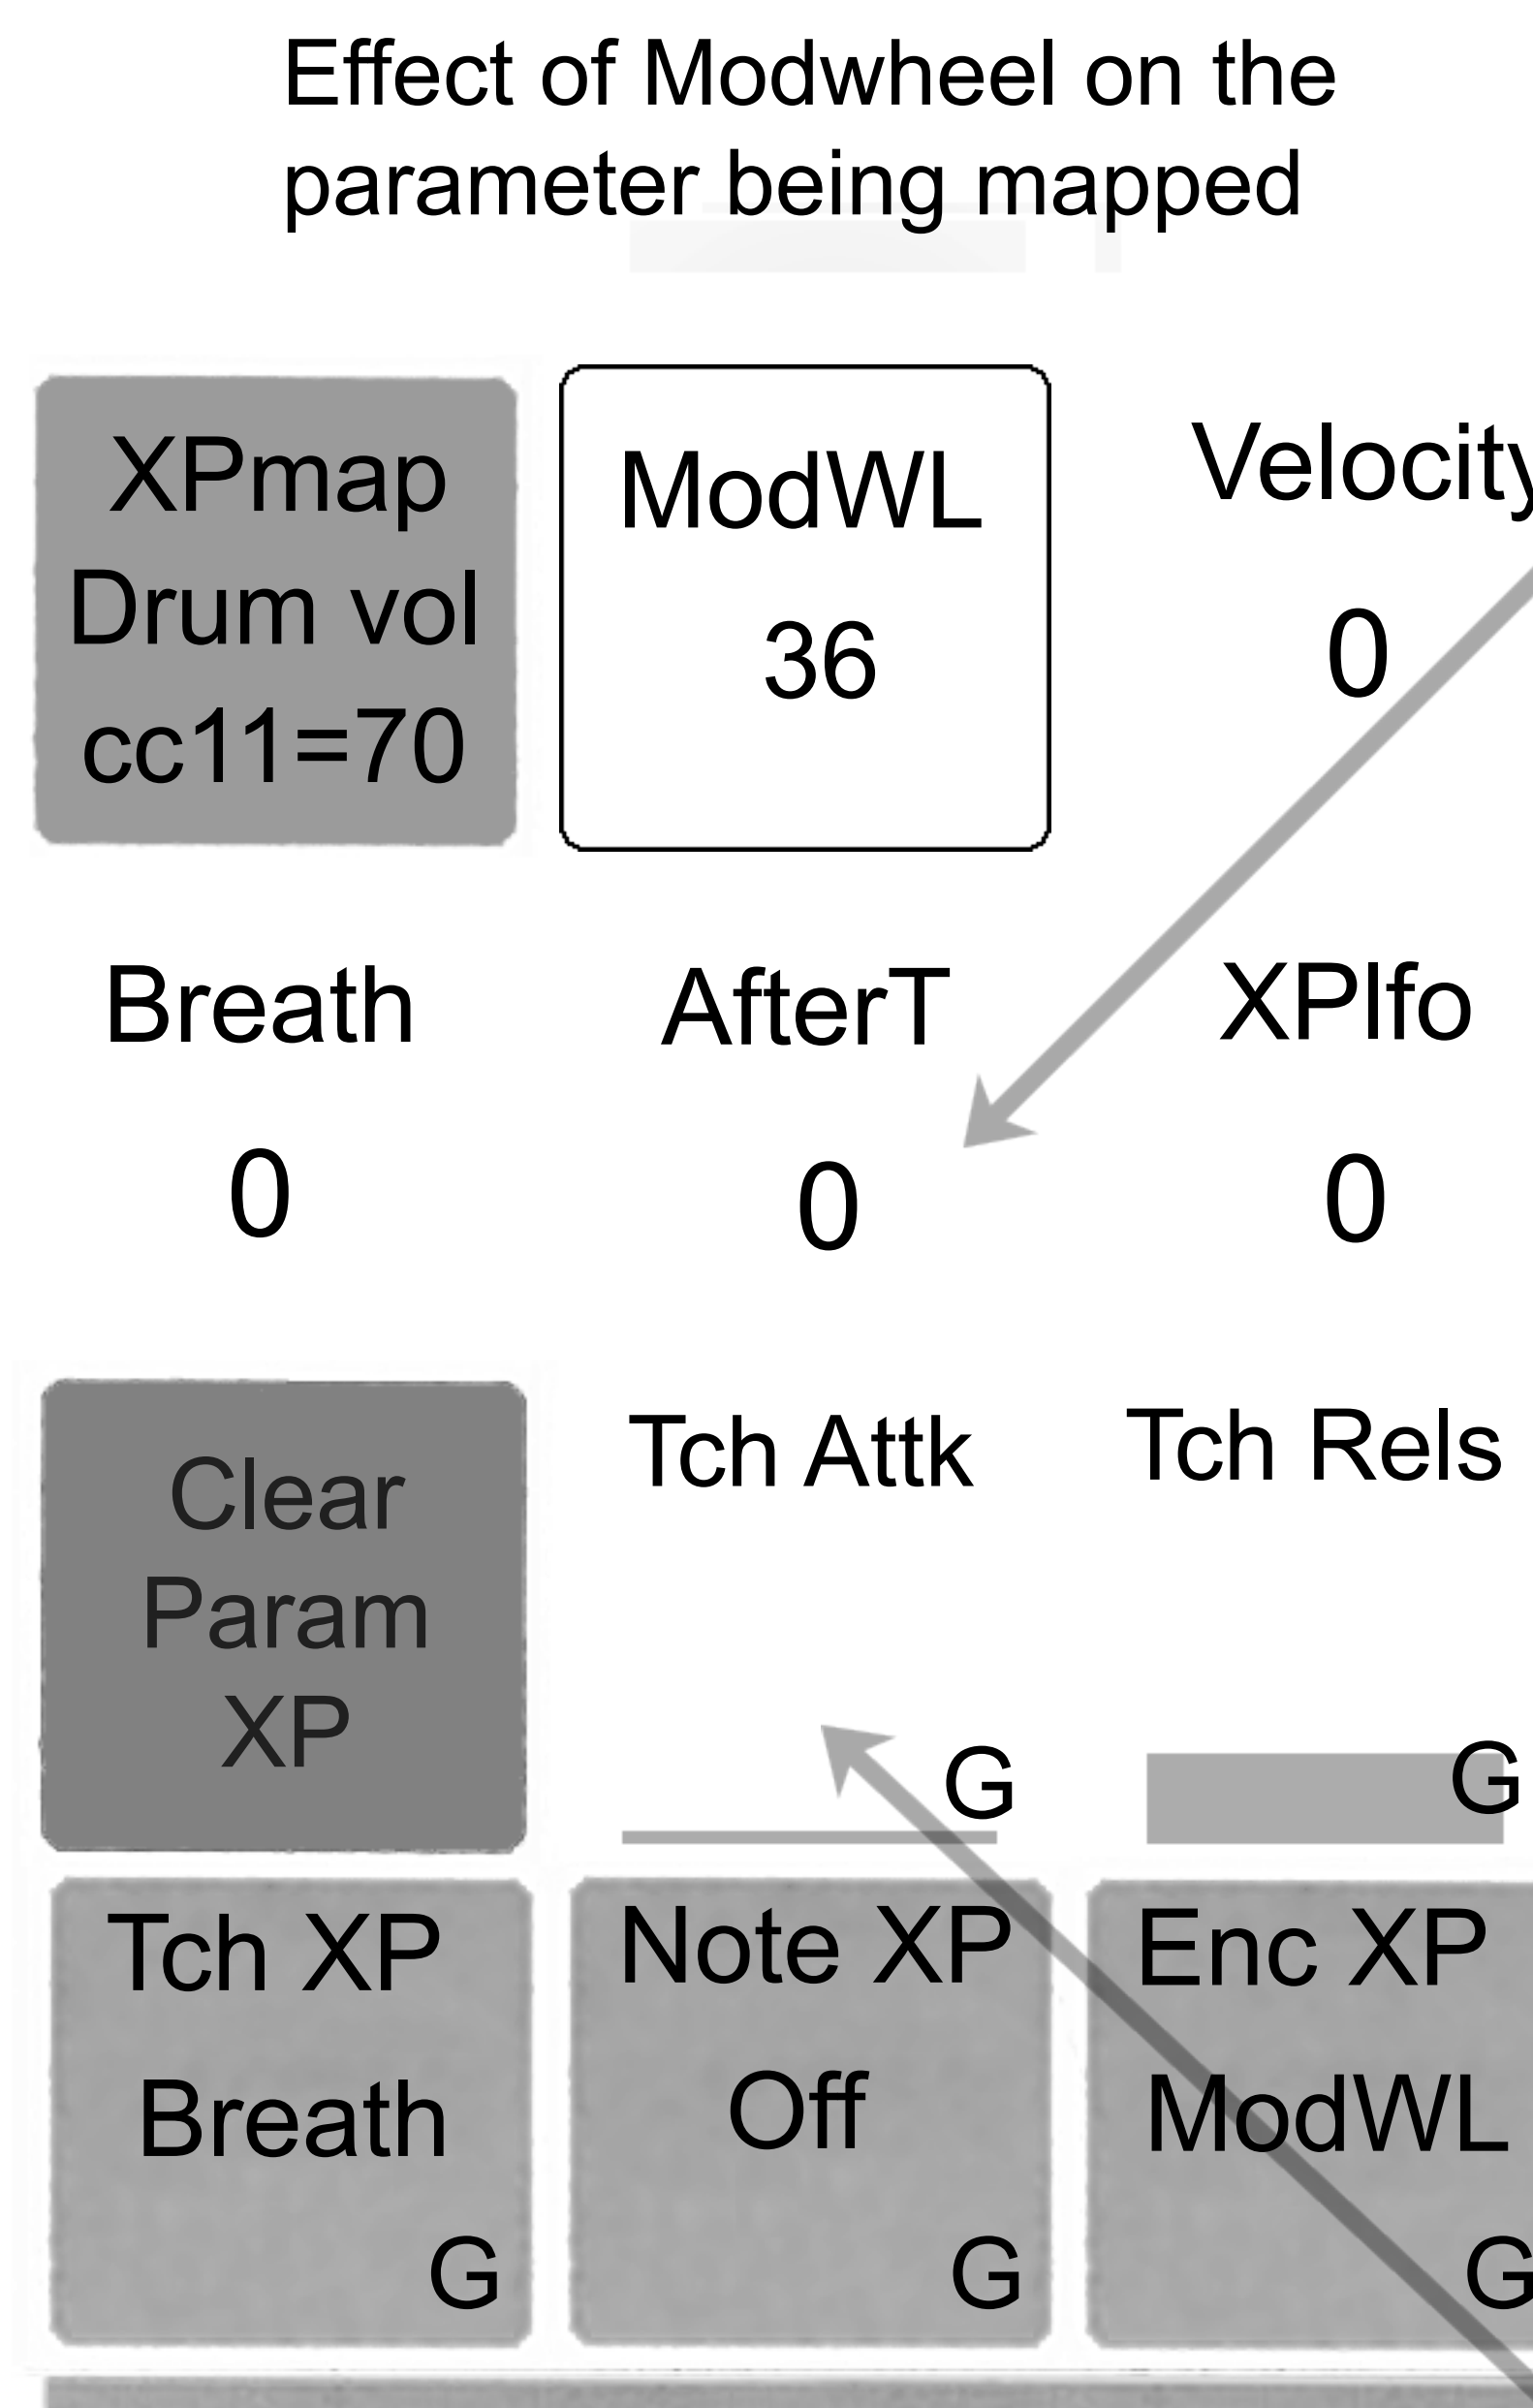 Effect of Modwheel on the
parameter being mapped
XPmap
Drum vol
cc11=70
ModWL
36
Velocity
0
Breath
0
AfterT
0
XPlfo
0
Clear
Param
XP
Tch Attk
G
Tch Rels
G
Tch XP
Breath
G
Note XP
Off
G
Enc XP
ModWL
G